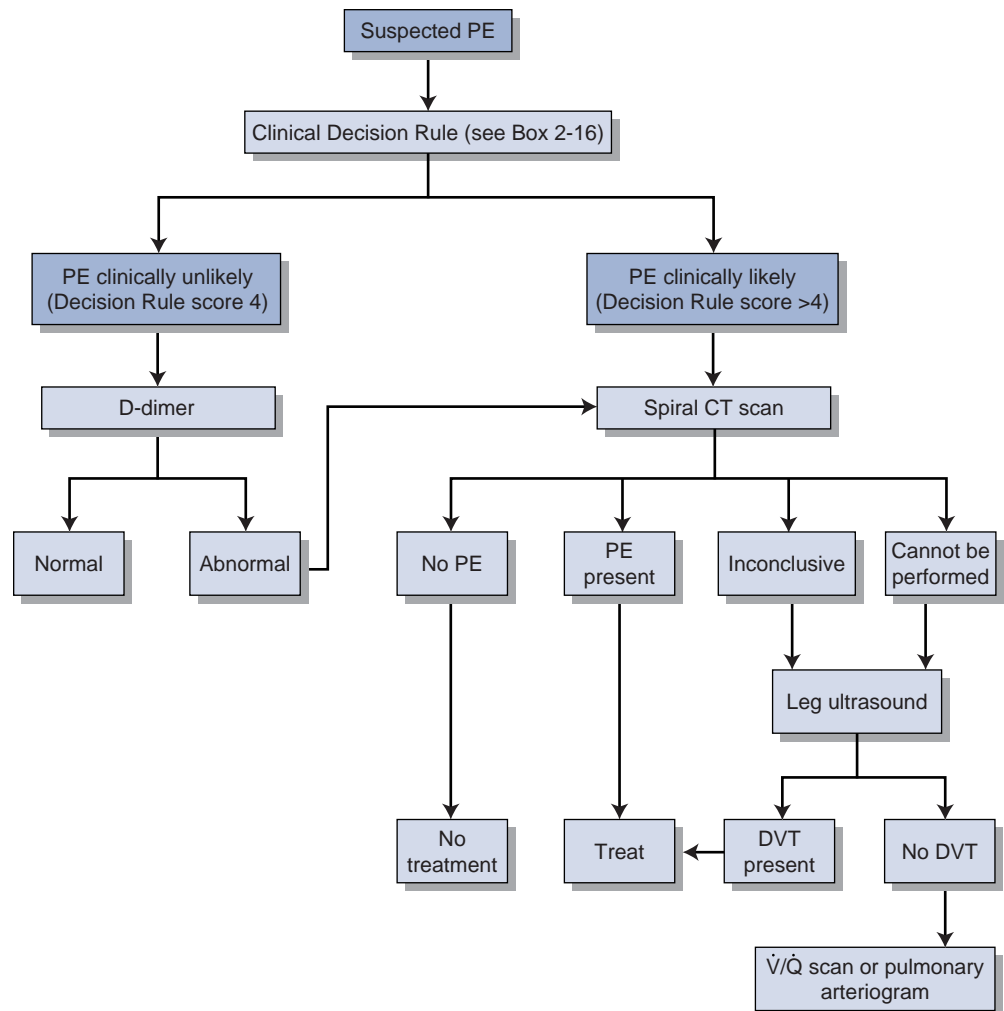 Suspected PE
Clinical Decision Rule (see Box 2-16)
PE clinically unlikely
(Decision Rule score 4)
PE clinically likely
(Decision Rule score >4)
D-dimer
Spiral CT scan
Normal
Abnormal
No PE
PE
present
Inconclusive
Cannot be
performed
Leg ultrasound
No
treatment
Treat
DVT
present
No DVT
V̇/Q̇ scan or pulmonary
arteriogram